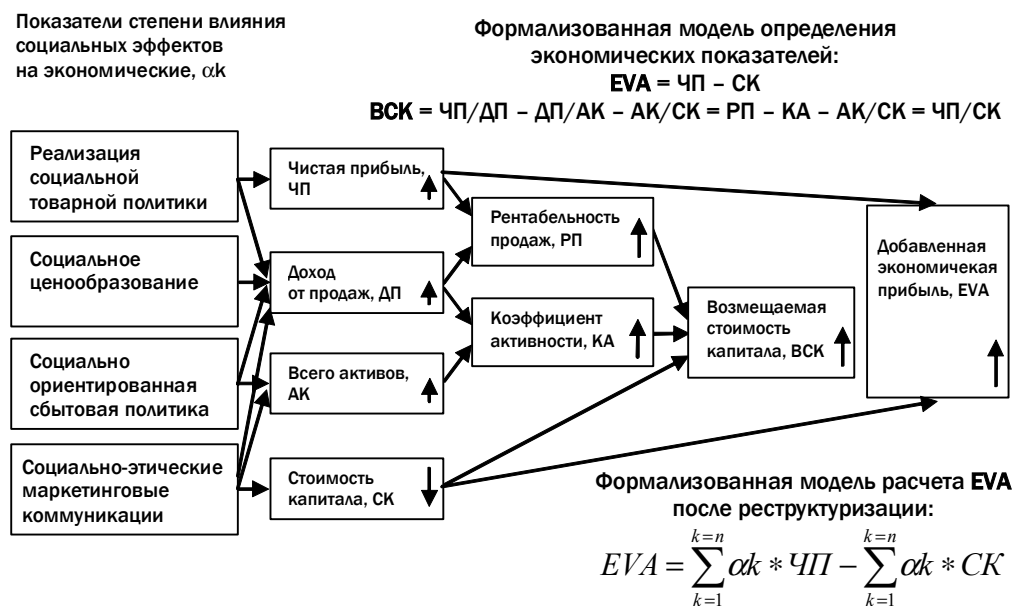 Показатели степени влияния
социальных эффектов
на экономические, αk
Формализованная модель определения
экономических показателей:
EVA = ЧП – СК
ВСК = ЧП/ДП – ДП/АК – АК/СК = РП – КА – АК/СК = ЧП/СК
Реализация
социальной
товарной политики
Социальное
ценообразование
Социально
ориентированная
сбытовая политика
Социально-этические
маркетинговые
коммуникации
Чистая прибыль,
ЧП
Доход
от продаж, ДП
Всего активов,
АК
Стоимость
капитала, СК
Рентабельность
продаж, РП
Коэффициент
активности, КА
Возмещаемая
стоимость
капитала, ВСК
Добавленная
экономичекая
прибыль, EVA
Формализованная модель расчета EVA
после реструктуризации:
k=n k=n
EVA = ∑ αk * ЧП – ∑ αk * СК
k=1 k=1